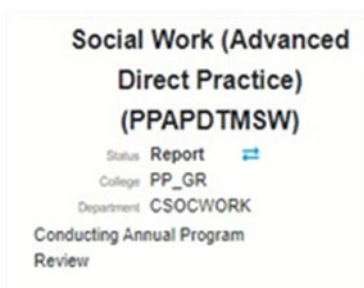 Social Work (Advanced
Direct Practice)
(PPAPDTMSW)
Status Report
College PP_GR
Department CSOCWORK
Conducting Annual Program
Review